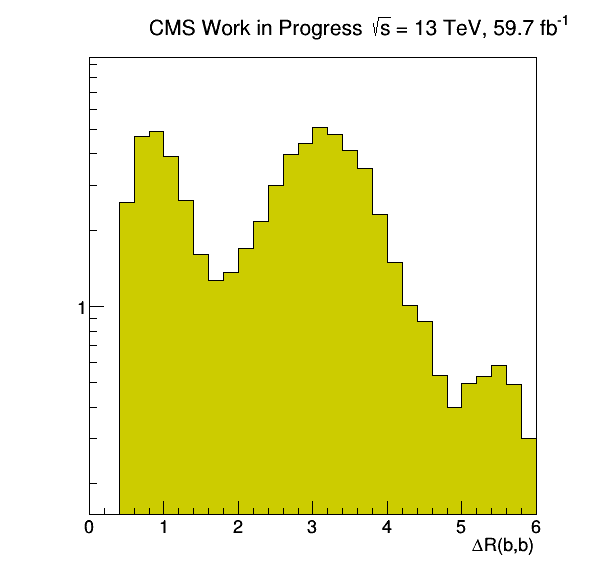 CMS Work in Progress √s = 13 TeV, 59.7 fb⁻¹
1
0 1 2 3 4 5 6
ΔR(b,b)